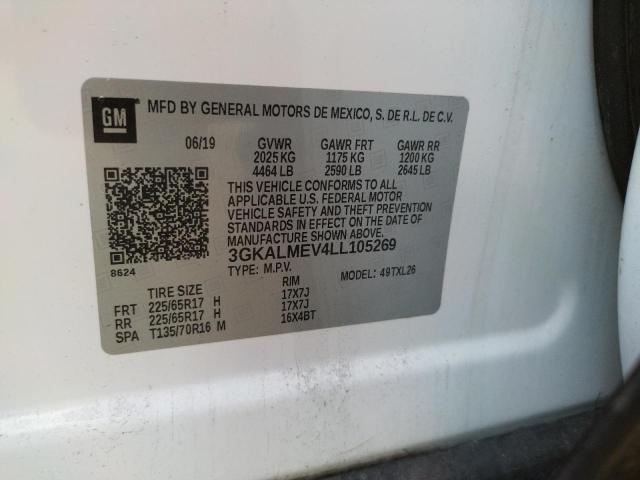 GM MFD BY GENERAL MOTORS DE MEXICO, S. DE R.L. DE C.V.
06/19 GVWR GAWR FRT GAWR RR
2025 KG 1175 KG 1200 KG
4464 LB 2590 LB 2645 LB
THIS VEHICLE CONFORMS TO ALL
APPLICABLE U.S. FEDERAL MOTOR
VEHICLE SAFETY AND THEFT PREVENTION
STANDARDS IN EFFECT ON THE DATE OF
MANUFACTURE SHOWN ABOVE.
8624 3GKALMEV4LL105269
TYPE: M.P.V. MODEL: 49TXL26
TIRE SIZE RIM
FRT 225/65R17 H 17X7J
RR 225/65R17 H 17X7J
SPA T135/70R16 M 16X4BT